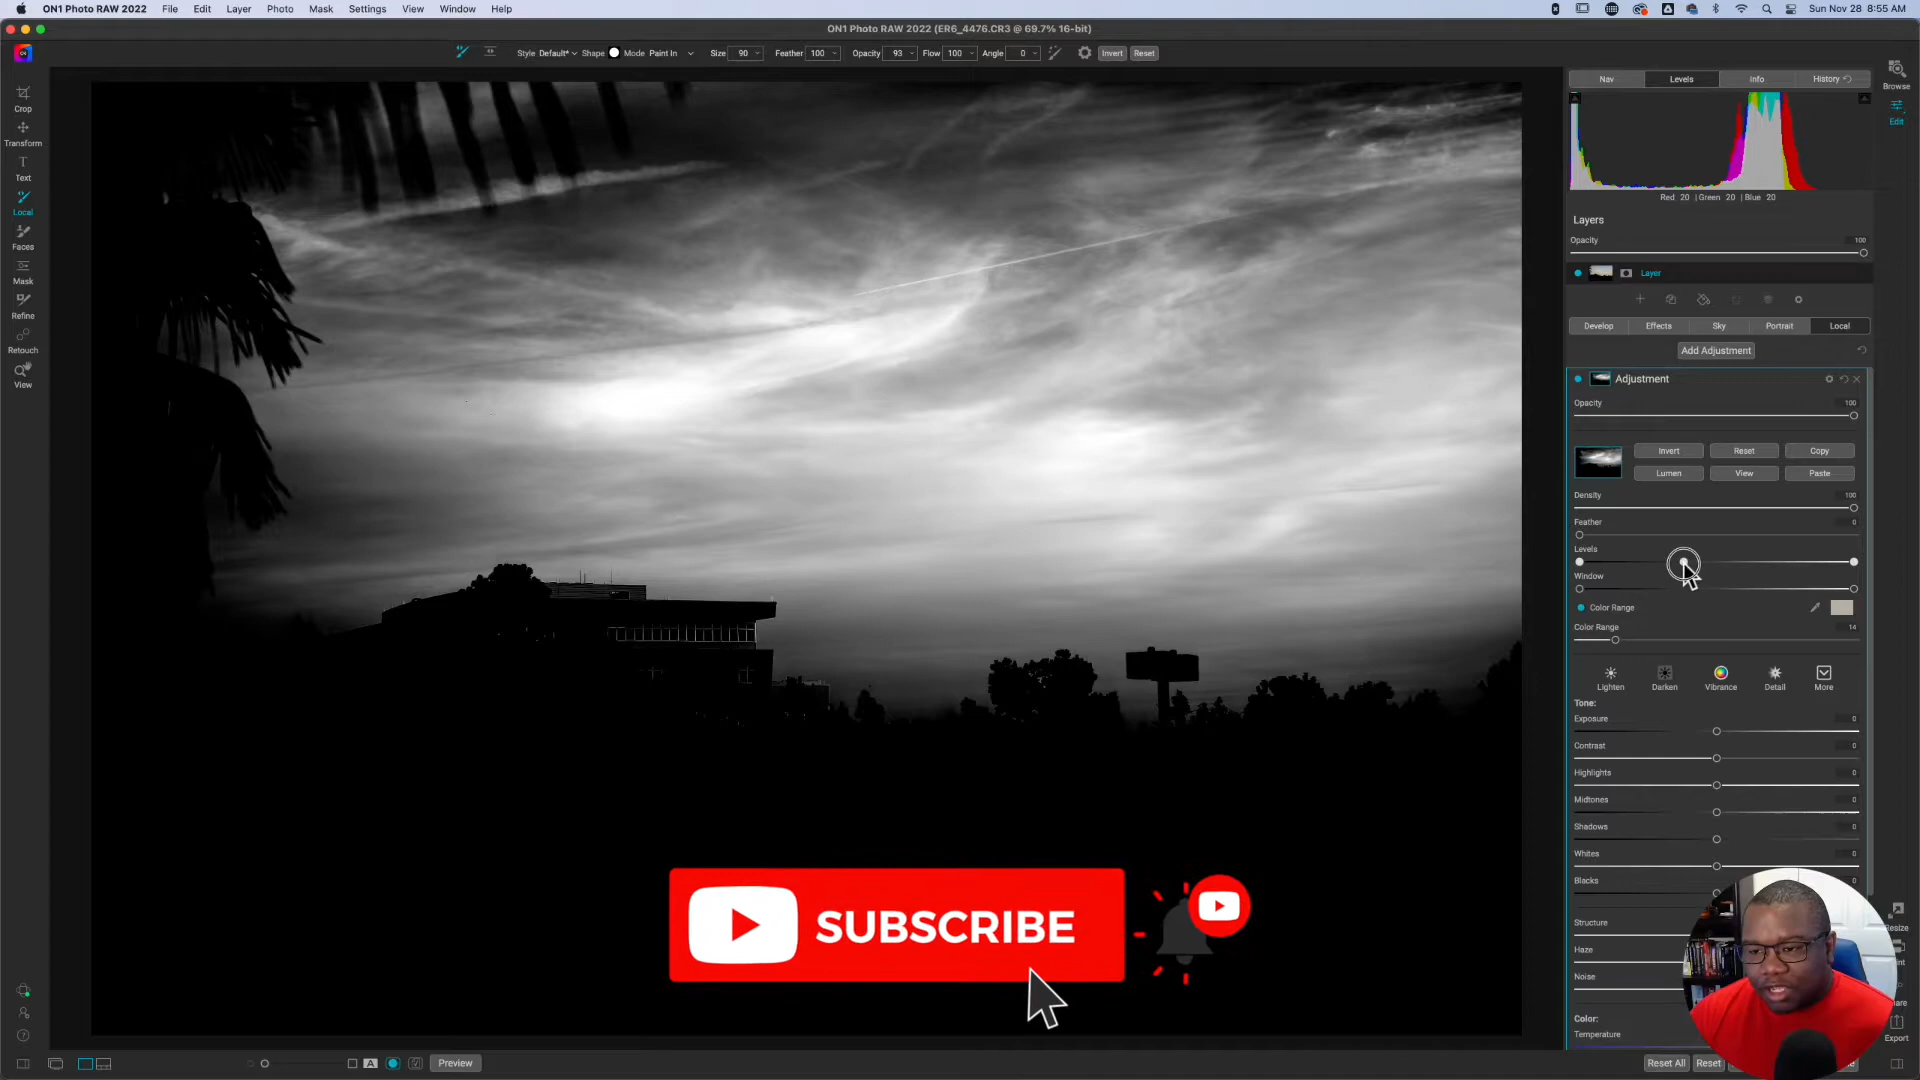 ON1 Photo RAW 2022 File Edit Layer Photo Mask Settings View Window Help Sun Nov 28 8:55 AM
ON1 Photo RAW 2022 (ER6_4476.CR3 @ 69.7% 16-bit)
Style Default* Shape Mode Paint In Size 90 Feather 100 Opacity 93 Flow 100 Angle 0 Invert Reset
Crop
Transform
Text
Local
Faces
Mask
Refine
Retouch
View
Nav Levels Info History
Browse
Edit
Red 20 | Green 20 | Blue 20
Layers
Opacity 100
Layer
Develop Effects Sky Portrait Local
Add Adjustment
Adjustment
Opacity 100
Invert Reset Copy
Lumen View Paste
Density 100
Feather 0
Levels
Window
Color Range
Color Range 14
Lighten Darken Vibrance Detail More
Tone:
Exposure 0
Contrast 0
Highlights 0
Midtones 0
Shadows 0
Whites 0
Blacks
Structure
Haze
Noise
Color:
Temperature
SUBSCRIBE
Export
A Preview
Reset All Reset